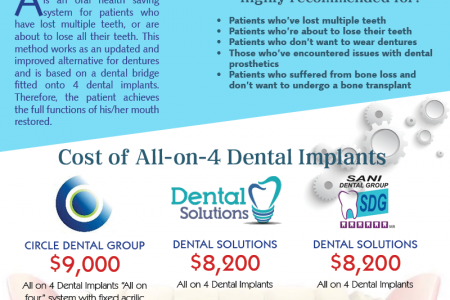 A is an oral health saving
system for patients who
have lost multiple teeth, or are
about to lose all their teeth. This
method works as an updated and
improved alternative for dentures
and is based on a dental bridge
fitted onto 4 dental implants.
Therefore, the patient achieves
the full functions of his/her mouth
restored.
Highly recommended for:
• Patients who've lost multiple teeth
• Patients who're about to lose their teeth
• Patients who don't want to wear dentures
• Those who've encountered issues with dental
prosthetics
• Patients who suffered from bone loss and
don't want to undergo a bone transplant
Cost of All-on-4 Dental Implants
CIRCLE DENTAL GROUP
$9,000
All on 4 Dental Implants "All on
four" system with fixed acrilic
Dental
Solutions
DENTAL SOLUTIONS
$8,200
All on 4 Dental Implants
SANI
DENTAL GROUP
SDG
DENTAL SOLUTIONS
$8,200
All on 4 Dental Implants